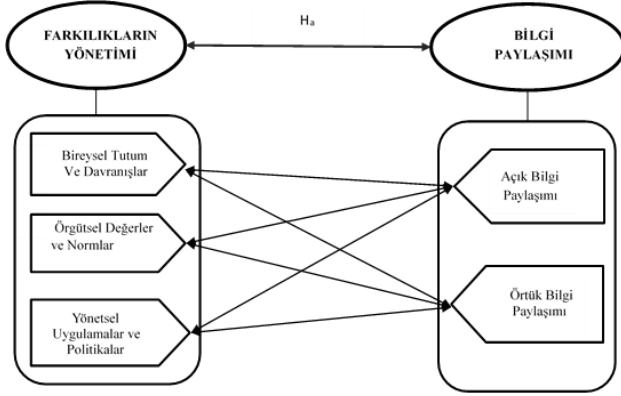 FARKILIKLARIN
YÖNETİMİ
Hₐ
BİLGİ
PAYLAŞIMI
Bireysel Tutum
Ve Davranışlar
Örgütsel Değerler
ve Normlar
Yönetsel
Uygulamalar ve
Politikalar
Açık Bilgi
Paylaşımı
Örtük Bilgi
Paylaşımı